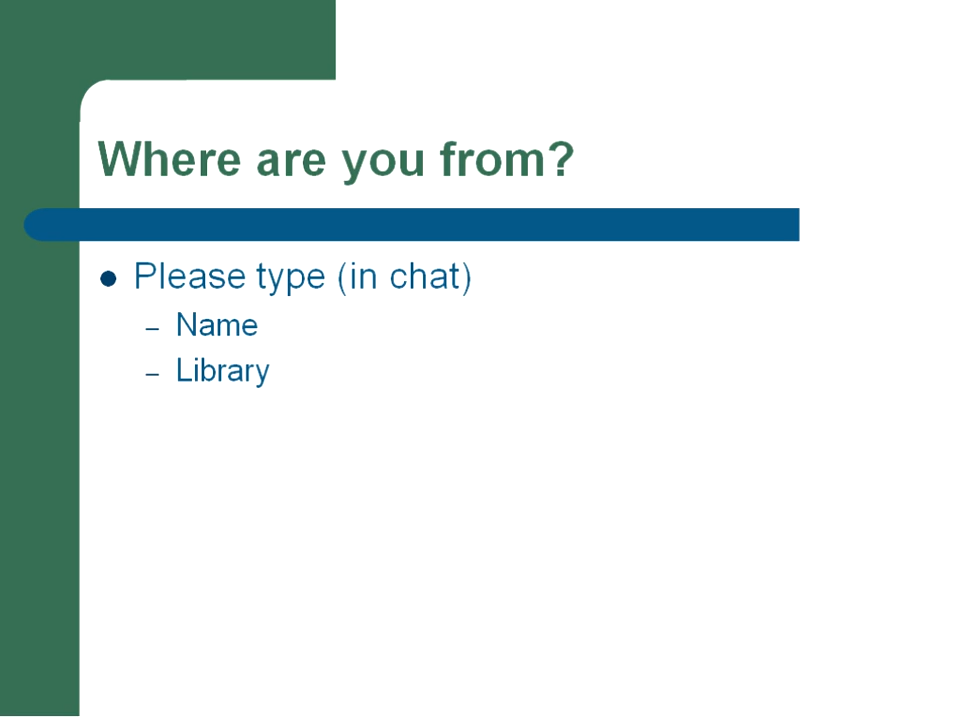 Where are you from?
● Please type (in chat)
– Name
– Library